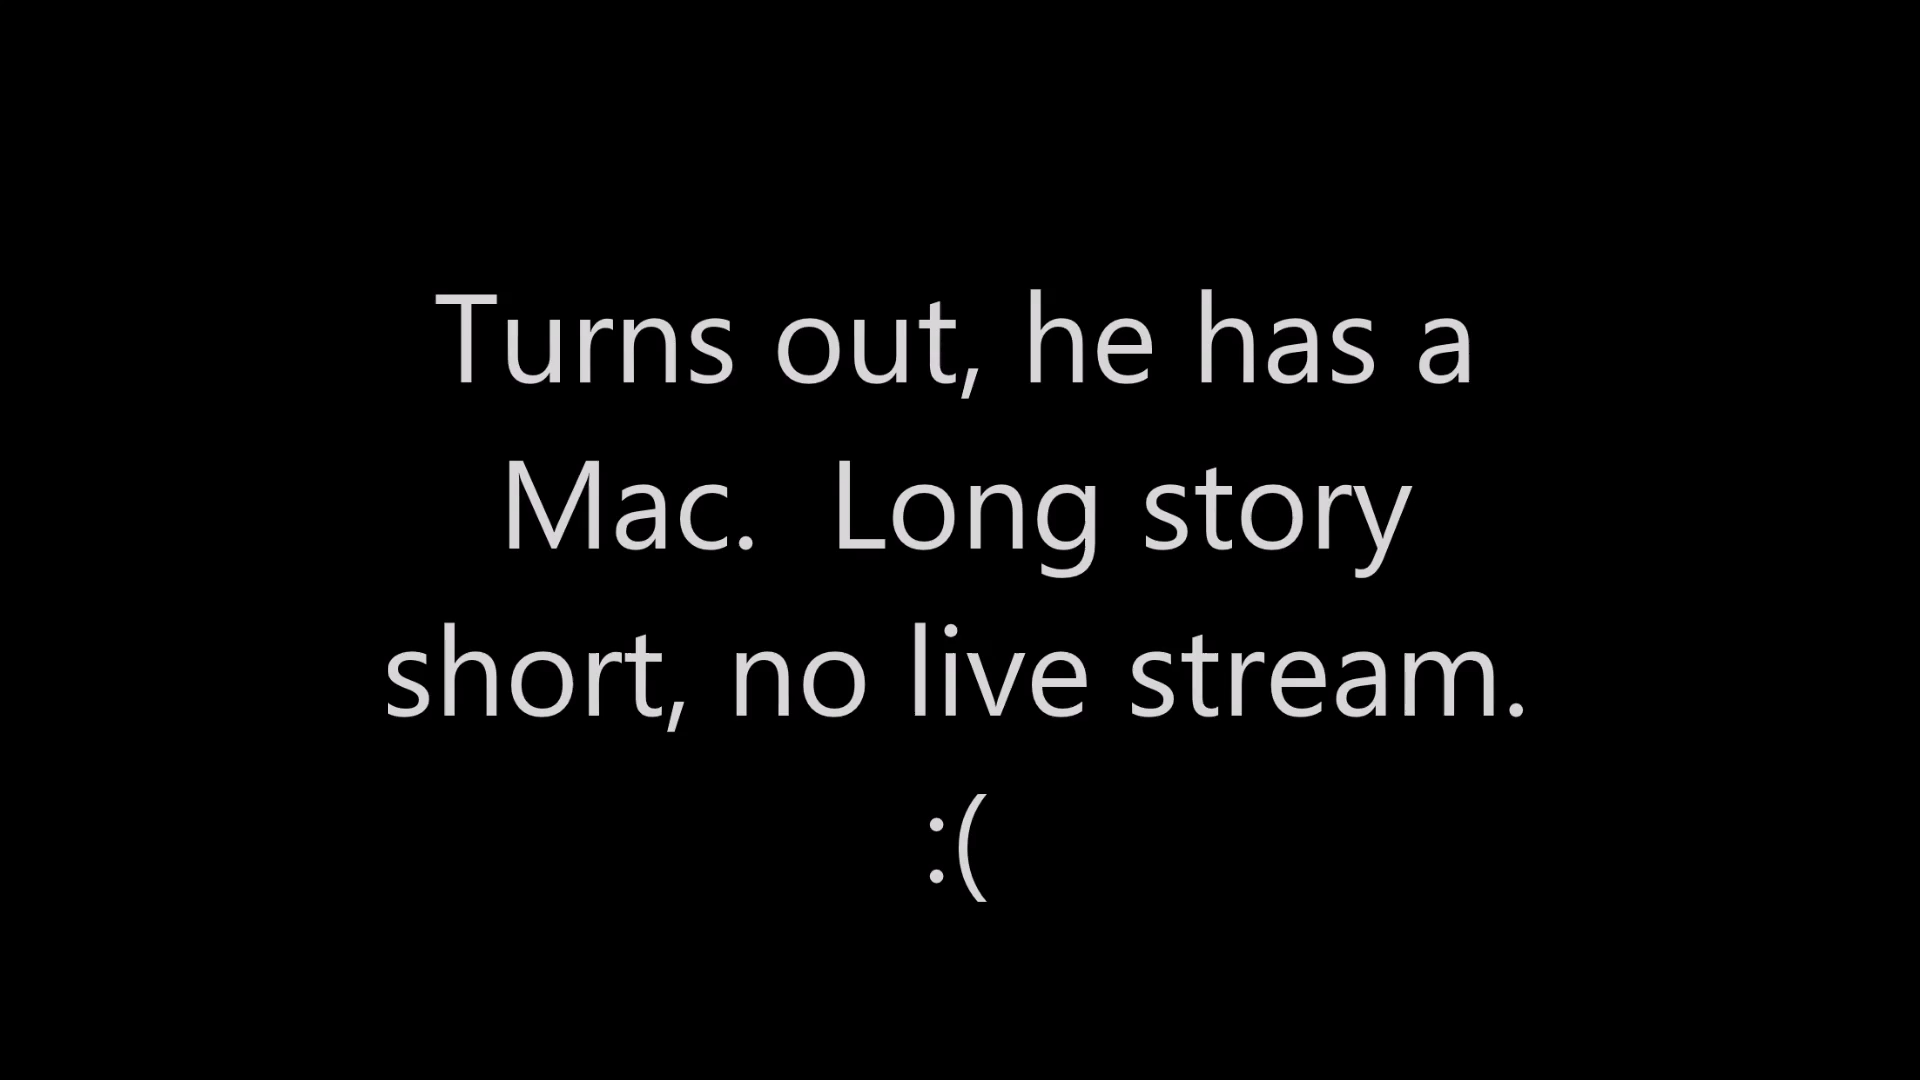 Turns out, he has a
Mac.  Long story
short, no live stream.
:(